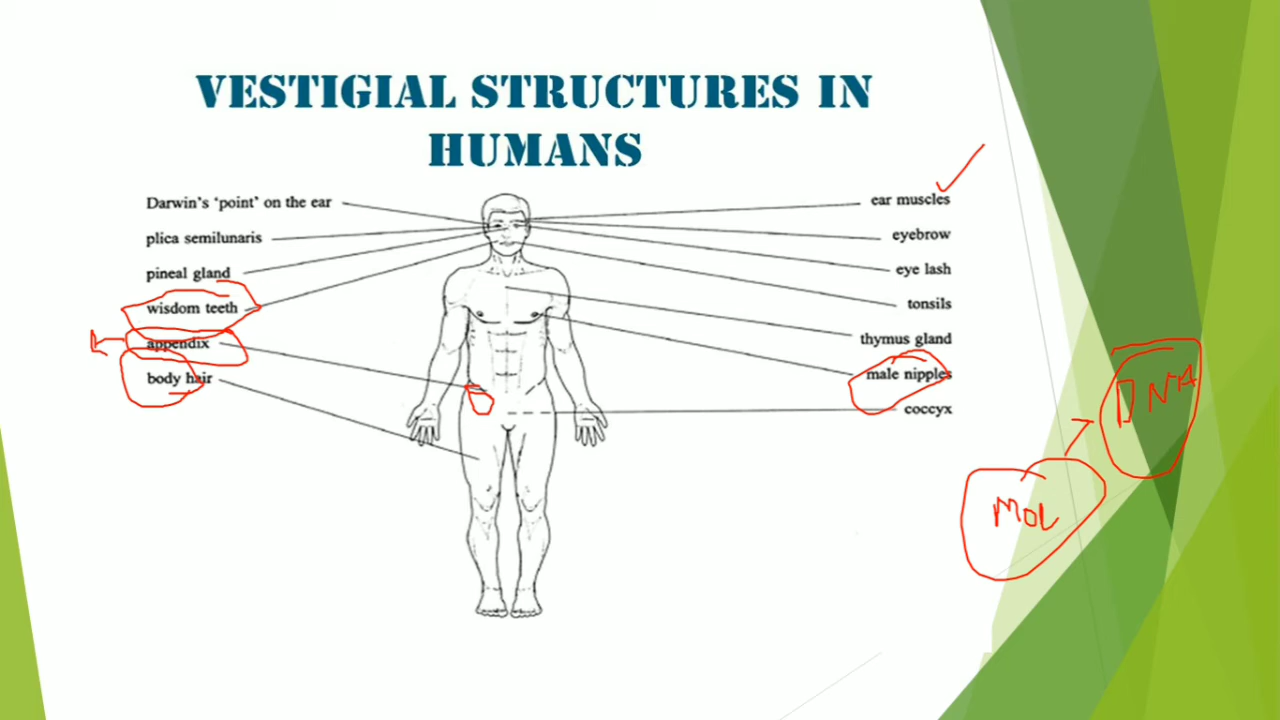 VESTIGIAL STRUCTURES IN
HUMANS
Darwin's 'point' on the ear
plica semilunaris
pineal gland
wisdom teeth
appendix
body hair
ear muscles
eyebrow
eye lash
tonsils
thymus gland
male nipples
coccyx
DNA
MOL